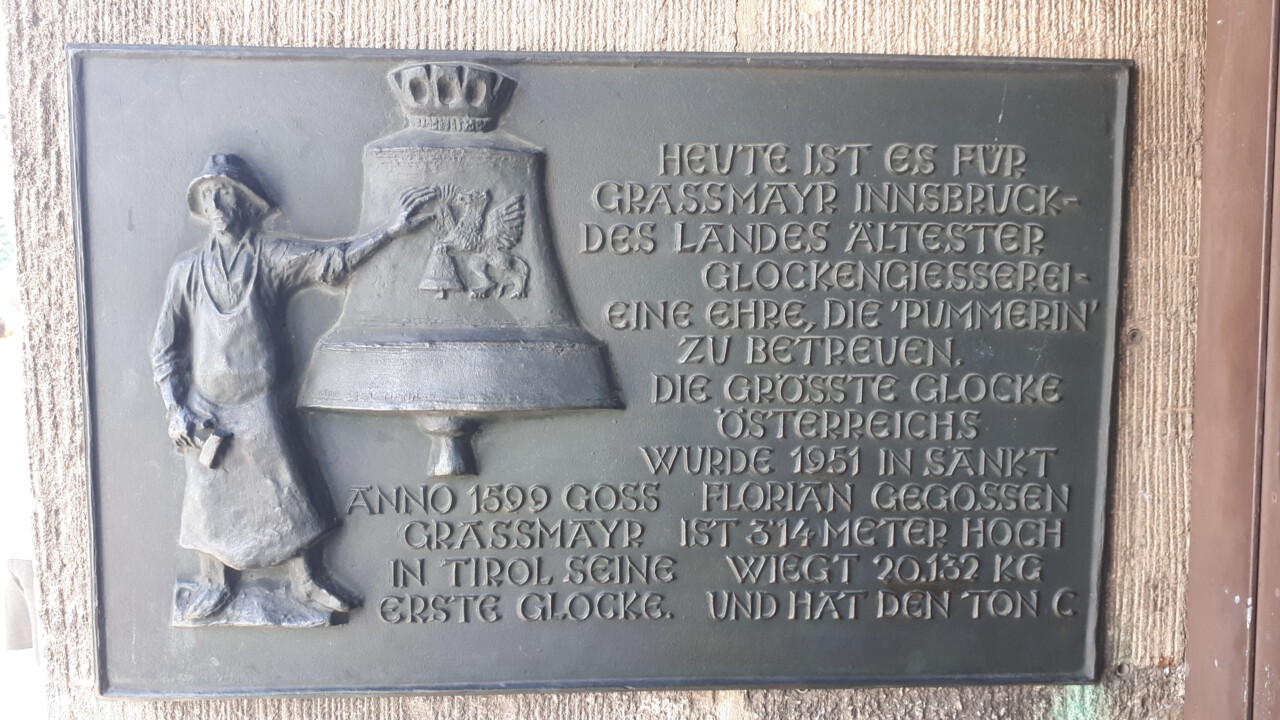 HEUTE IST ES FÜR
GRASSMAYR INNSBRUCK-
DES LANDES ÄLTESTER
GLOCKENGIESSEREI-
EINE EHRE, DIE 'PUMMERIN'
ZU BETREUEN.
DIE GRÖSSTE GLOCKE
ÖSTERREICHS
WURDE 1951 IN SANKT
FLORIAN GEGOSSEN
IST 3'14 METER HOCH
WIEGT 20.132 KG
UND HAT DEN TON C
ANNO 1599 GOSS
GRASSMAYR
IN TIROL SEINE
ERSTE GLOCKE.